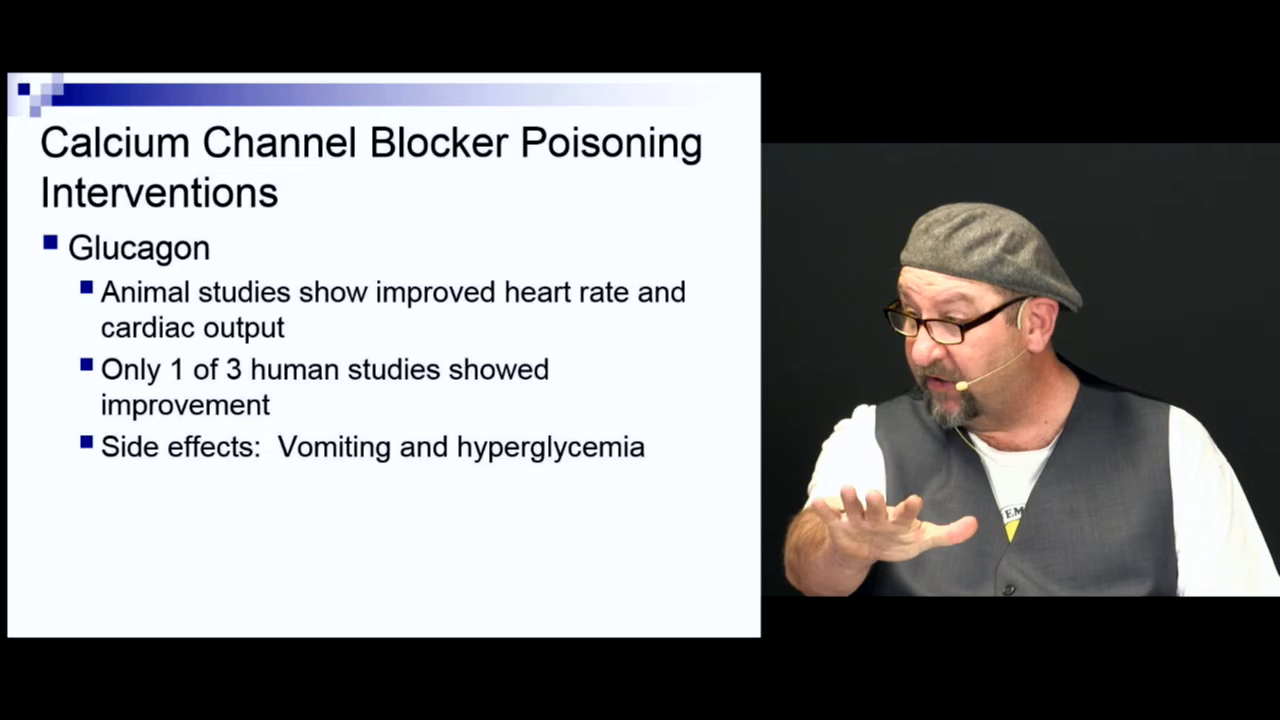 Calcium Channel Blocker Poisoning
Interventions
Glucagon
Animal studies show improved heart rate and
cardiac output
Only 1 of 3 human studies showed
improvement
Side effects: Vomiting and hyperglycemia